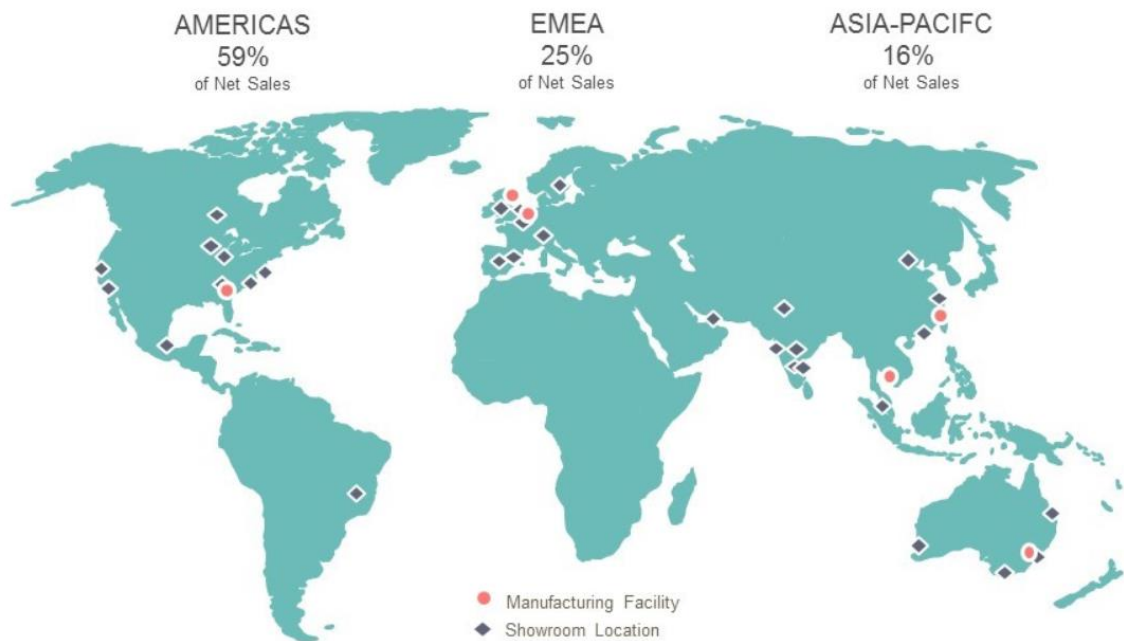 AMERICAS
59%
of Net Sales
EMEA
25%
of Net Sales
ASIA-PACIFC
16%
of Net Sales
Manufacturing Facility
Showroom Location